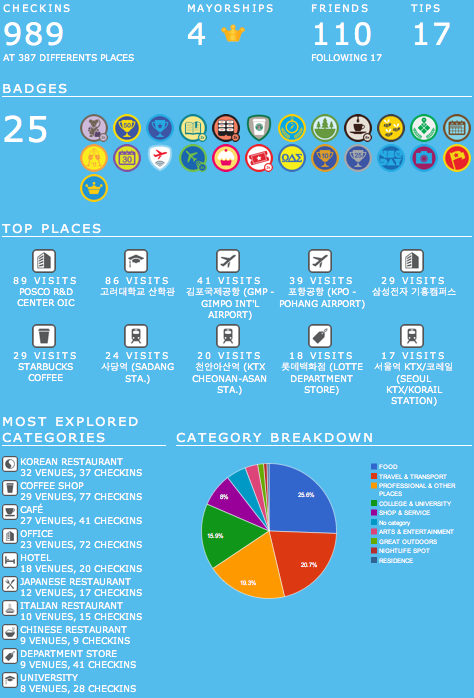 CHECKINS
989
AT 387 DIFFERENTS PLACES
MAYORSHIPS
4
FRIENDS
110
FOLLOWING 17
TIPS
17
BADGES
25
TOP PLACES
89 VISITS
POSCO R&D
CENTER OIC
86 VISITS
고려대학교 산학관
41 VISITS
김포국제공항 (GMP -
GIMPO INT'L
AIRPORT)
39 VISITS
포항공항 (KPO -
POHANG AIRPORT)
29 VISITS
삼성전자 기흥캠퍼스
29 VISITS
STARBUCKS
COFFEE
24 VISITS
사당역 (SADANG
STA.)
20 VISITS
천안아산역 (KTX
CHEONAN-ASAN
STA.)
18 VISITS
롯데백화점 (LOTTE
DEPARTMENT
STORE)
17 VISITS
서울역 KTX/코레일
(SEOUL
KTX/KORAIL
STATION)
MOST EXPLORED
CATEGORIES
KOREAN RESTAURANT
32 VENUES, 37 CHECKINS
COFFEE SHOP
29 VENUES, 77 CHECKINS
CAFÉ
27 VENUES, 41 CHECKINS
OFFICE
23 VENUES, 72 CHECKINS
HOTEL
18 VENUES, 20 CHECKINS
JAPANESE RESTAURANT
12 VENUES, 17 CHECKINS
ITALIAN RESTAURANT
10 VENUES, 15 CHECKINS
CHINESE RESTAURANT
9 VENUES, 9 CHECKINS
DEPARTMENT STORE
9 VENUES, 41 CHECKINS
UNIVERSITY
8 VENUES, 28 CHECKINS
CATEGORY BREAKDOWN
25.6%
20.7%
19.3%
15.9%
8%
FOOD
TRAVEL & TRANSPORT
PROFESSIONAL & OTHER
PLACES
COLLEGE & UNIVERSITY
SHOP & SERVICE
No category
ARTS & ENTERTAINMENT
GREAT OUTDOORS
NIGHTLIFE SPOT
RESIDENCE